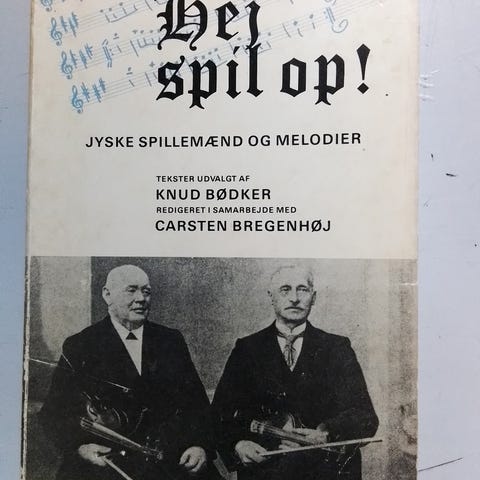 Hej
spil op!
JYSKE SPILLEMÆND OG MELODIER
TEKSTER UDVALGT AF
KNUD BØDKER
REDIGERET I SAMARBEJDE MED
CARSTEN BREGENHØJ